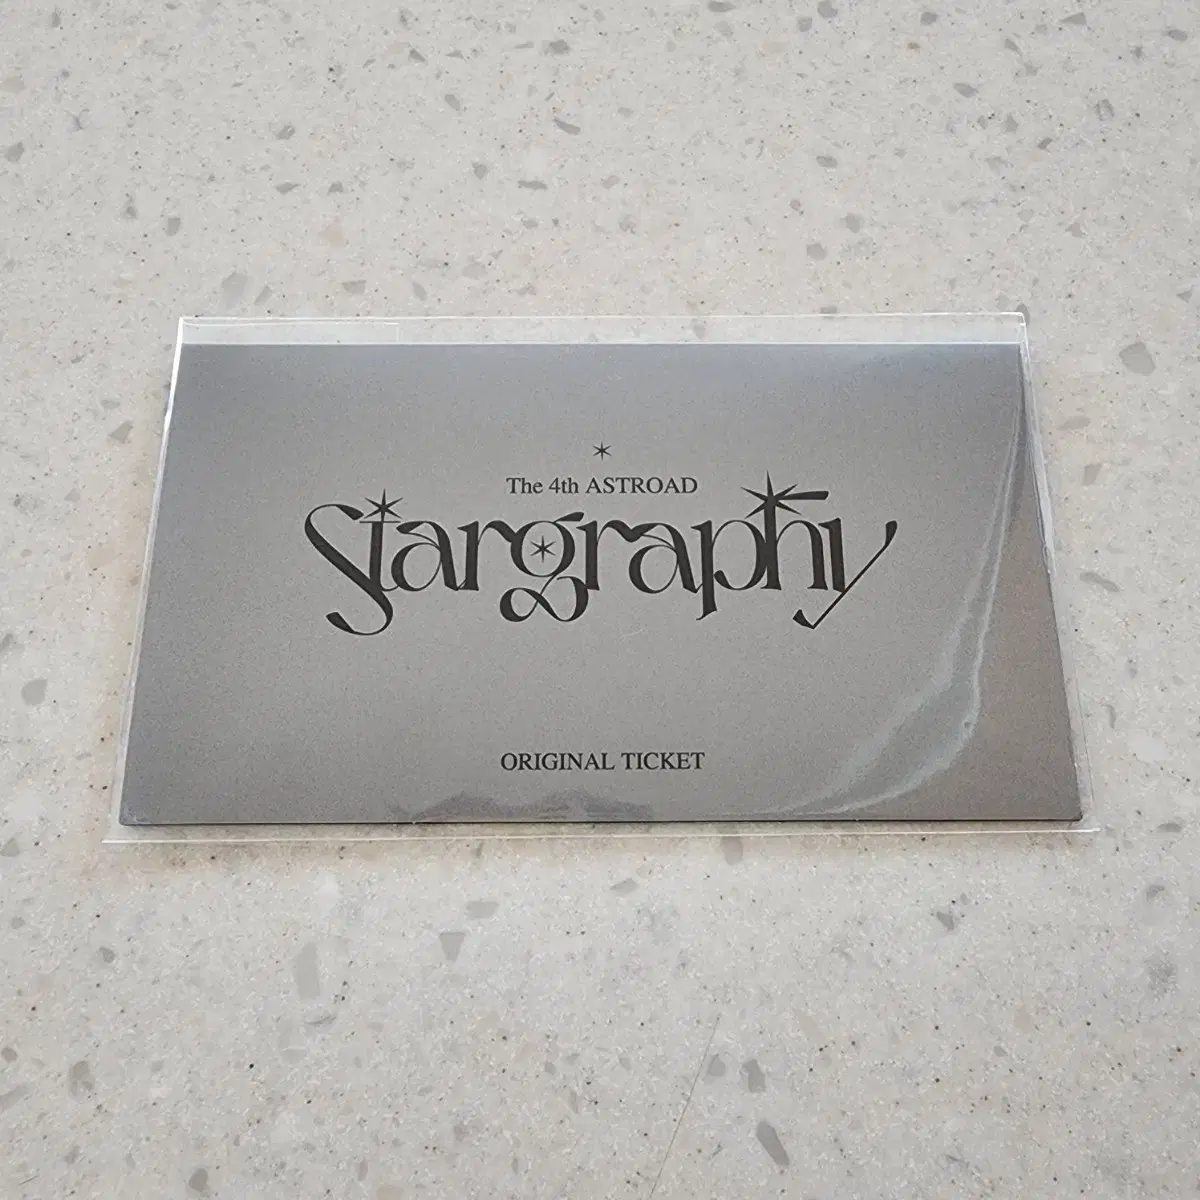 The 4th ASTROAD
Stargraphy
ORIGINAL TICKET